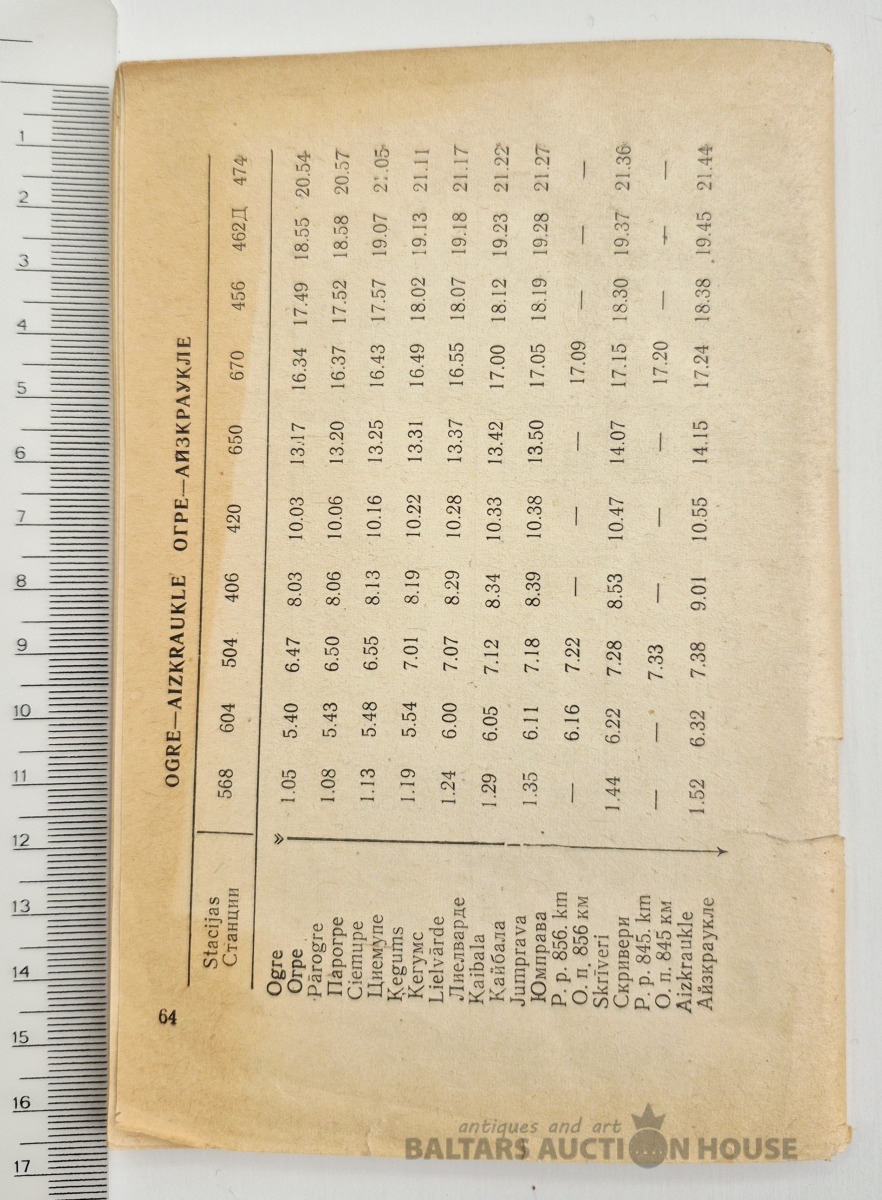 64
OGRE—AIZKRAUKLE ОГРЕ—АЙЗКРАУКЛЕ
Stacijas
Станции 568 604 504 406 420 650 670 456 462Д 474
Ogre
Огре 1.05 5.40 6.47 8.03 10.03 13.17 16.34 17.49 18.55 20.54
Pārogre
Парогре 1.08 5.43 6.50 8.06 10.06 13.20 16.37 17.52 18.58 20.57
Ciemupe
Циемупе 1.13 5.48 6.55 8.13 10.16 13.25 16.43 17.57 19.07 21.05
Ķegums
Кегумс 1.19 5.54 7.01 8.19 10.22 13.31 16.49 18.02 19.13 21.11
Lielvārde
Лиелварде 1.24 6.00 7.07 8.29 10.28 13.37 16.55 18.07 19.18 21.17
Kaibala
Кайбала 1.29 6.05 7.12 8.34 10.33 13.42 17.00 18.12 19.23 21.22
Jumprava
Юмправа 1.35 6.11 7.18 8.39 10.38 13.50 17.05 18.19 19.28 21.27
P. p. 856. km
О. п. 856 км — 6.16 7.22 — — — 17.09 — — —
Skrīveri
Скривери 1.44 6.22 7.28 8.53 10.47 14.07 17.15 18.30 19.37 21.36
P. p. 845. km
О. п. 845 км — — 7.33 — — — 17.20 — — —
Aizkraukle
Айзкраукле 1.52 6.32 7.38 9.01 10.55 14.15 17.24 18.38 19.45 21.44
1
2
3
4
5
6
7
8
9
10
11
12
13
14
15
16
17
antiques and art
BALTARS AUCTION HOUSE